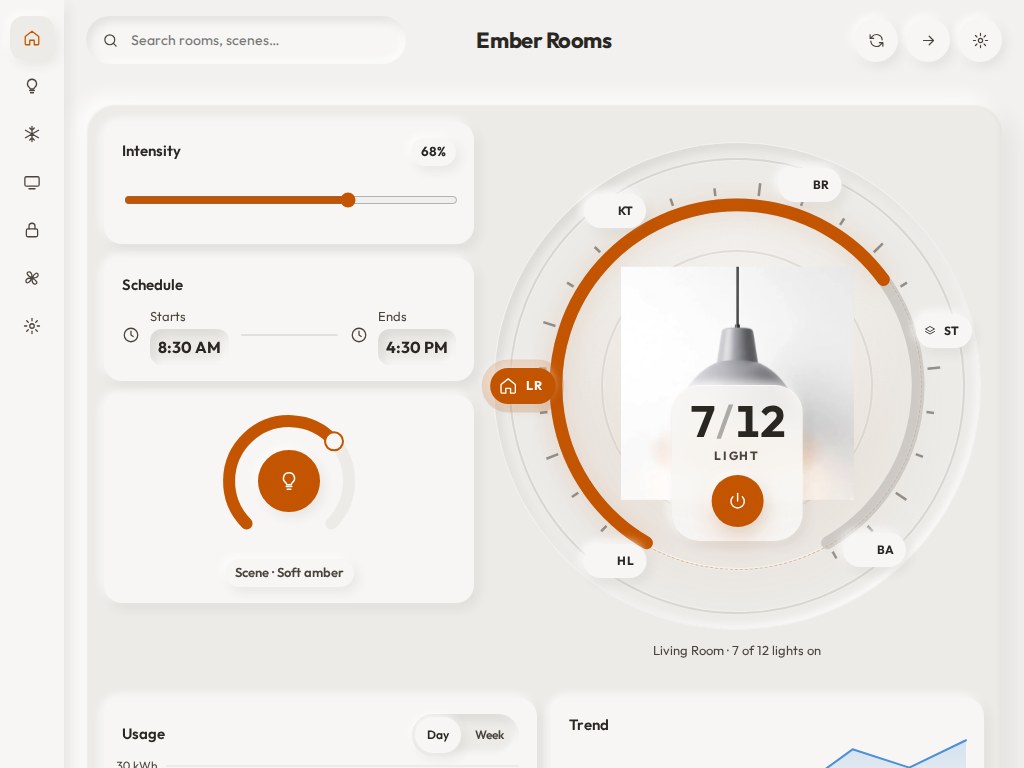 Search rooms, scenes...
Ember Rooms
Intensity
68%
Schedule
Starts
8:30 AM
Ends
4:30 PM
Scene · Soft amber
KT
BR
ST
LR
7/12
LIGHT
HL
BA
Living Room · 7 of 12 lights on
Usage
Day
Week
30 kWh
Trend